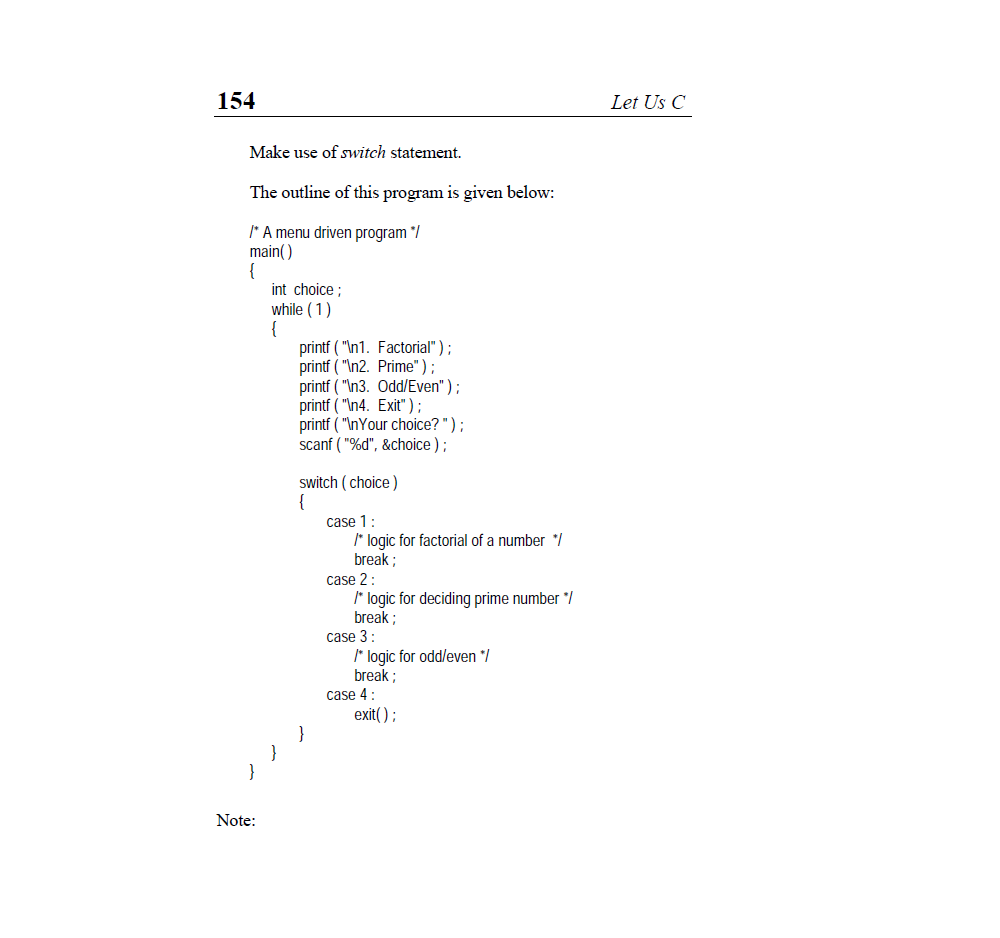 154 Let Us C
Make use of switch statement.
The outline of this program is given below:
/* A menu driven program */
main( )
{
int choice ;
while ( 1 )
{
printf ( "\n1. Factorial" ) ;
printf ( "\n2. Prime" ) ;
printf ( "\n3. Odd/Even" ) ;
printf ( "\n4. Exit" ) ;
printf ( "\nYour choice? " ) ;
scanf ( "%d", &choice ) ;
switch ( choice )
{
case 1 :
/* logic for factorial of a number */
break ;
case 2 :
/* logic for deciding prime number */
break ;
case 3 :
/* logic for odd/even */
break ;
case 4 :
exit( ) ;
}
}
}
Note: